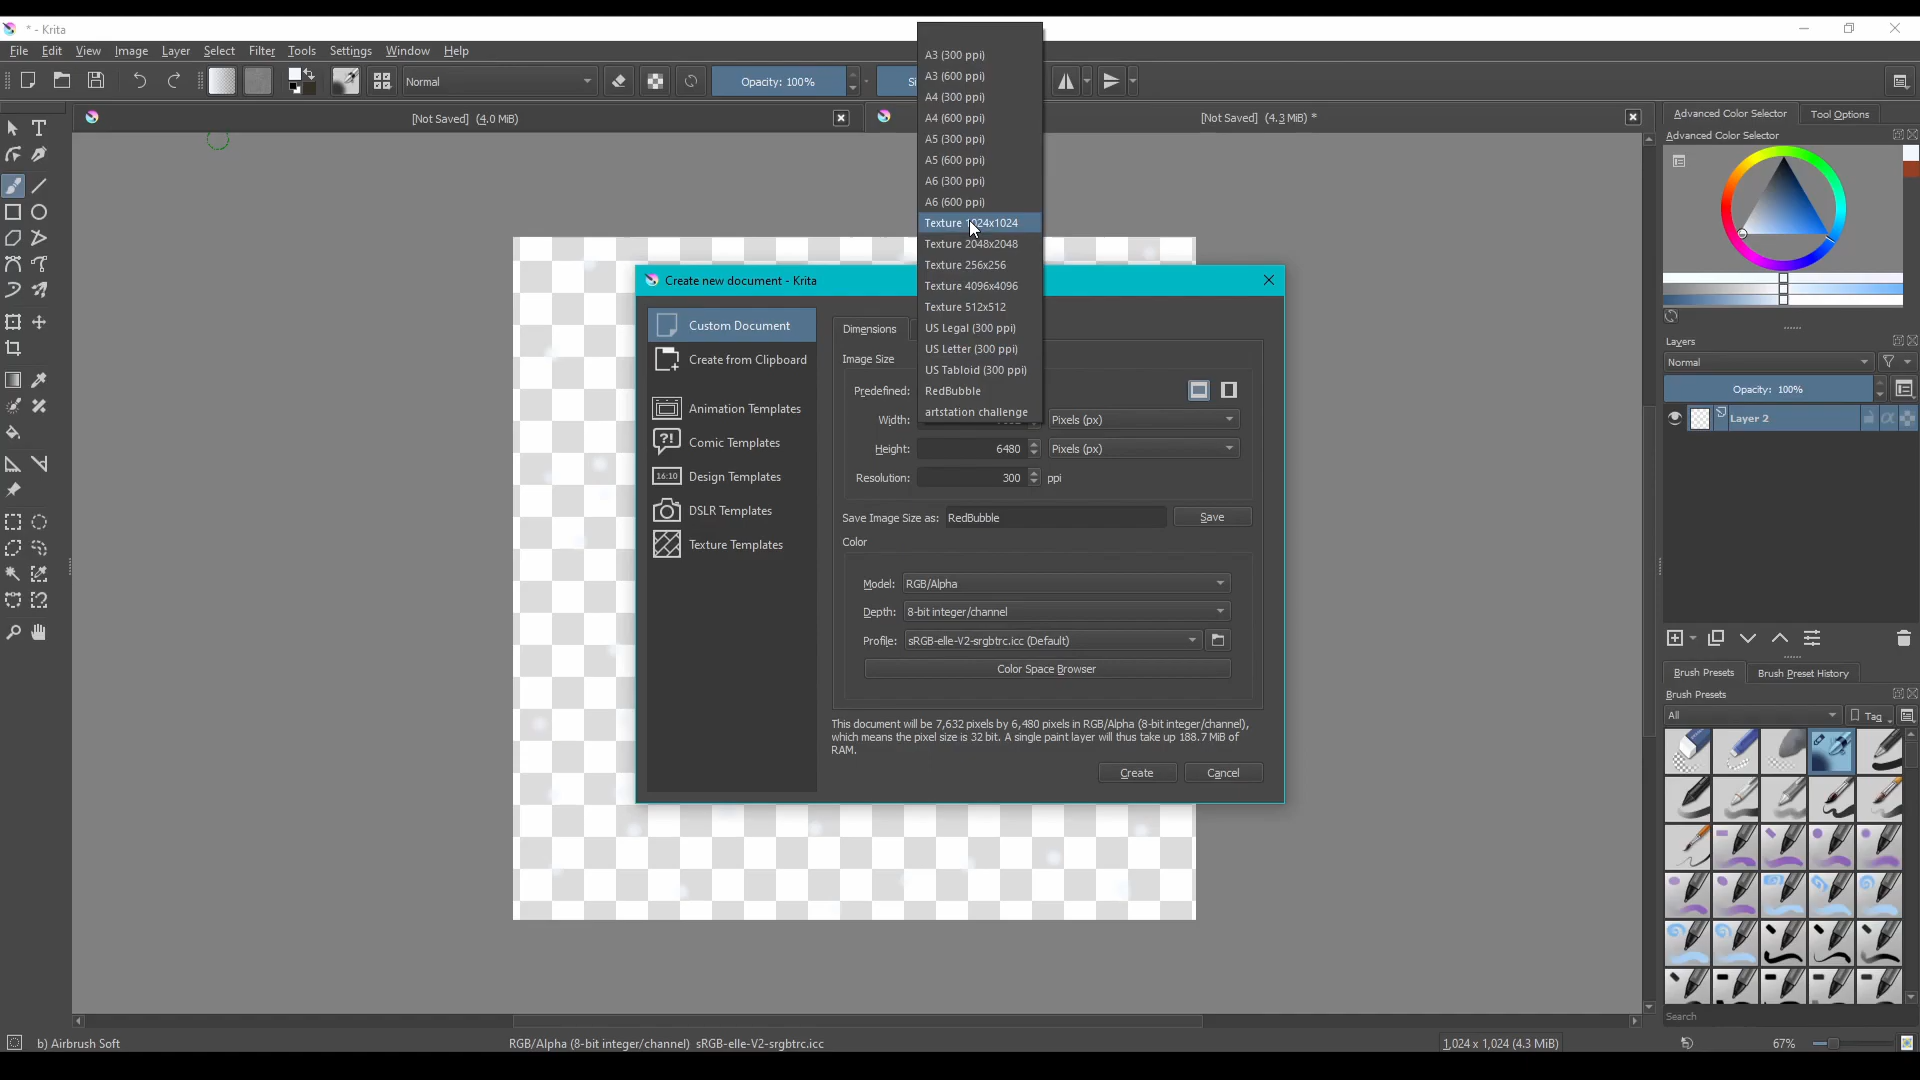 * - Krita
File Edit View Image Layer Select Filter Tools Settings Window Help
Normal
Opacity: 100%
[Not Saved] (4.0 MiB)
[Not Saved] (4.3 MiB) *
A3 (300 ppi)
A3 (600 ppi)
A4 (300 ppi)
A4 (600 ppi)
A5 (300 ppi)
A5 (600 ppi)
A6 (300 ppi)
A6 (600 ppi)
Texture 1024x1024
Texture 2048x2048
Texture 256x256
Texture 4096x4096
Texture 512x512
US Legal (300 ppi)
US Letter (300 ppi)
US Tabloid (300 ppi)
RedBubble
artstation challenge
Create new document - Krita
Custom Document
Create from Clipboard
Animation Templates
Comic Templates
16:10 Design Templates
DSLR Templates
Texture Templates
Dimensions
Image Size
Predefined:
Width: Pixels (px)
Height: 6480 Pixels (px)
Resolution: 300 ppi
Save Image Size as: RedBubble Save
Color
Model: RGB/Alpha
Depth: 8-bit integer/channel
Profile: sRGB-elle-V2-srgbtrc.icc (Default)
Color Space Browser
This document will be 7,632 pixels by 6,480 pixels in RGB/Alpha (8-bit integer/channel),
which means the pixel size is 32 bit. A single paint layer will thus take up 188.7 MiB of
RAM.
Create Cancel
Advanced Color Selector Tool Options
Advanced Color Selector
Layers
Normal
Opacity: 100%
Layer 2
Brush Presets Brush Preset History
Brush Presets
All Tag
Search
b) Airbrush Soft
RGB/Alpha (8-bit integer/channel) sRGB-elle-V2-srgbtrc.icc
1,024 x 1,024 (4.3 MiB)
67%